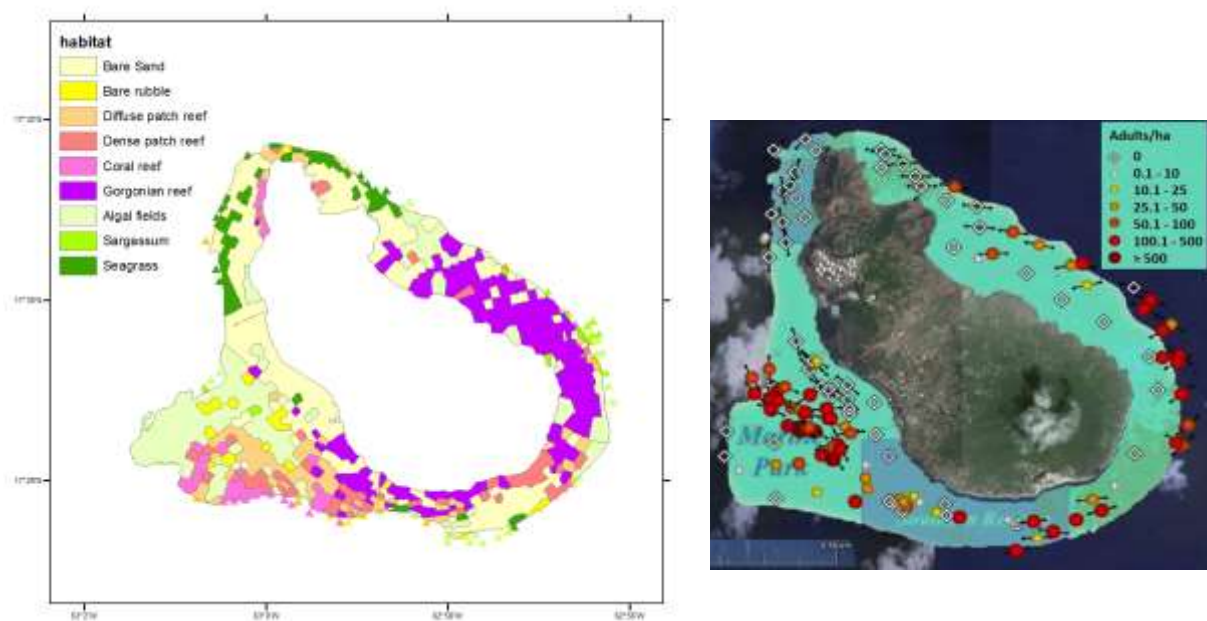 habitat
Bare Sand
Bare rubble
Diffuse patch reef
Dense patch reef
Coral reef
Gorgonian reef
Algal fields
Sargassum
Seagrass
Adults/ha
0
0.1 - 10
10.1 - 25
25.1 - 50
50.1 - 100
100.1 - 500
≥ 500
Park